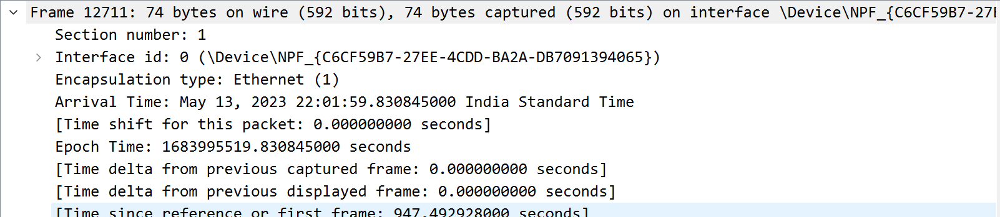 Frame 12711: 74 bytes on wire (592 bits), 74 bytes captured (592 bits) on interface \Device\NPF_{C6CF59B7-27E
Section number: 1
Interface id: 0 (\Device\NPF_{C6CF59B7-27EE-4CDD-BA2A-DB7091394065})
Encapsulation type: Ethernet (1)
Arrival Time: May 13, 2023 22:01:59.830845000 India Standard Time
[Time shift for this packet: 0.000000000 seconds]
Epoch Time: 1683995519.830845000 seconds
[Time delta from previous captured frame: 0.000000000 seconds]
[Time delta from previous displayed frame: 0.000000000 seconds]
[Time since reference or first frame: 947.492928000 seconds]